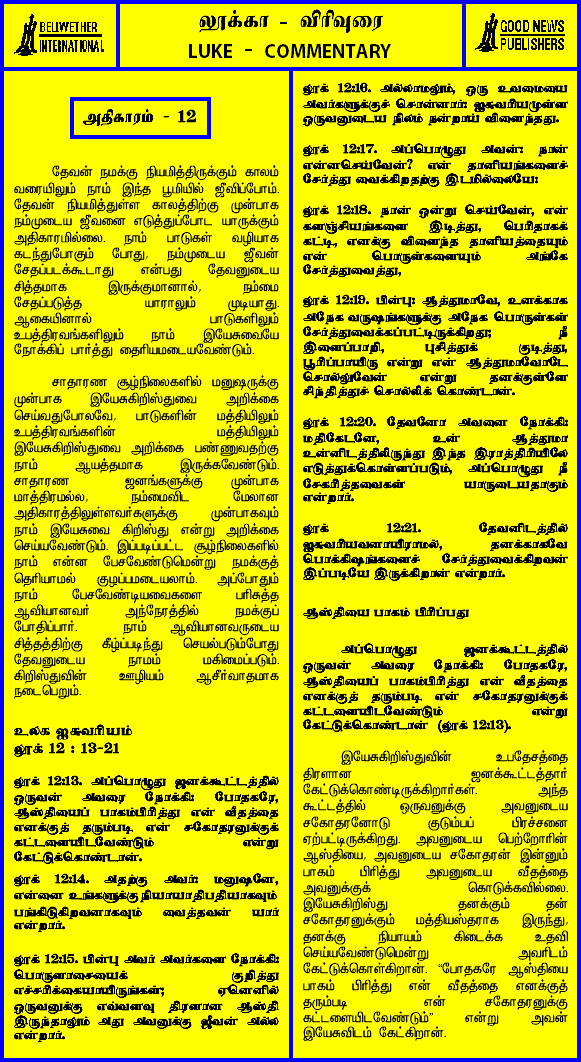 BELLWETHER
INTERNATIONAL
லூக்கா - விரிவுரை
LUKE - COMMENTARY
GOOD NEWS
PUBLISHERS
அதிகாரம் - 12
தேவன் நமக்கு நியமித்திருக்கும் காலம்
வரையிலும் நாம் இந்த பூமியில் ஜீவிப்போம்.
தேவன் நியமித்துள்ள காலத்திற்கு முன்பாக
நம்முடைய ஜீவனை எடுத்துப்போட யாருக்கும்
அதிகாரமில்லை. நாம் பாடுகள் வழியாக
கடந்துபோகும் போது, நம்முடைய ஜீவன்
சேதப்படக்கூடாது என்பது தேவனுடைய
சித்தமாக இருக்குமானால், நம்மை
சேதப்படுத்த யாராலும் முடியாது.
ஆகையினால் பாடுகளிலும்
உபத்திரவங்களிலும் நாம் இயேசுவையே
நோக்கிப் பார்த்து தைரியமடையவேண்டும்.
சாதாரண சூழ்நிலைகளில் மனுஷருக்கு
முன்பாக இயேசுகிறிஸ்துவை அறிக்கை
செய்வதுபோலவே, பாடுகளின் மத்தியிலும்
உபத்திரவங்களின் மத்தியிலும்
இயேசுகிறிஸ்துவை அறிக்கை பண்ணுவதற்கு
நாம் ஆயத்தமாக இருக்கவேண்டும்.
சாதாரண ஜனங்களுக்கு முன்பாக
மாத்திரமல்ல, நம்மைவிட மேலான
அதிகாரத்திலுள்ளவர்களுக்கு முன்பாகவும்
நாம் இயேசுவை கிறிஸ்து என்று அறிக்கை
செய்யவேண்டும். இப்படிப்பட்ட சூழ்நிலைகளில்
நாம் என்ன பேசவேண்டுமென்று நமக்குத்
தெரியாமல் குழப்பமடையலாம். அப்போதும்
நாம் பேசவேண்டியவைகளை பரிசுத்த
ஆவியானவர் அந்நேரத்தில் நமக்குப்
போதிப்பார். நாம் ஆவியானவருடைய
சித்தத்திற்கு கீழ்ப்படிந்து செயல்படும்போது
தேவனுடைய நாமம் மகிமைப்படும்.
கிறிஸ்துவின் ஊழியம் ஆசீர்வாதமாக
நடைபெறும்.
உலக ஐசுவரியம்
லூக் 12 : 13-21
லூக் 12:13. அப்பொழுது ஜனக்கூட்டத்தில்
ஒருவன் அவரை நோக்கி: போதகரே,
ஆஸ்தியைப் பாகம்பிரித்து என் வீதத்தை
எனக்குத் தரும்படி என் சகோதரனுக்குக்
கட்டளையிடவேண்டும் என்று
கேட்டுக்கொண்டான்.
லூக் 12:14. அதற்கு அவர்: மனுஷனே,
என்னை உங்களுக்கு நியாயாதிபதியாகவும்
பங்கிடுகிறவனாகவும் வைத்தவன் யார்
என்றார்.
லூக் 12:15. பின்பு அவர் அவர்களை நோக்கி:
பொருளாசையைக் குறித்து
எச்சரிக்கையாயிருங்கள்; ஏனெனில்
ஒருவனுக்கு எவ்வளவு திரளான ஆஸ்தி
இருந்தாலும் அது அவனுக்கு ஜீவன் அல்ல
என்றார்.
லூக் 12:16. அல்லாமலும், ஒரு உவமையை
அவர்களுக்குச் சொன்னார்: ஐசுவரியமுள்ள
ஒருவனுடைய நிலம் நன்றாய் விளைந்தது.
லூக் 12:17. அப்பொழுது அவன்: நான்
என்னசெய்வேன்? என் தானியங்களைச்
சேர்த்து வைக்கிறதற்கு இடமில்லையே;
லூக் 12:18. நான் ஒன்று செய்வேன், என்
களஞ்சியங்களை இடித்து, பெரிதாகக்
கட்டி, எனக்கு விளைந்த தானியத்தையும்
என் பொருள்களையும் அங்கே
சேர்த்துவைத்து,
லூக் 12:19. பின்பு: ஆத்துமாவே, உனக்காக
அநேக வருஷங்களுக்கு அநேக பொருள்கள்
சேர்த்துவைக்கப்பட்டிருக்கிறது; நீ
இளைப்பாறி, புசித்துக் குடித்து,
பூரிப்பாயிரு என்று என் ஆத்துமாவோடே
சொல்லுவேன் என்று தனக்குள்ளே
சிந்தித்துச் சொல்லிக் கொண்டான்.
லூக் 12:20. தேவனோ அவனை நோக்கி:
மதிகேடனே, உன் ஆத்துமா
உன்னிடத்திலிருந்து இந்த இராத்திரியிலே
எடுத்துக்கொள்ளப்படும், அப்பொழுது நீ
சேகரித்தவைகள் யாருடையதாகும்
என்றார்.
லூக் 12:21. தேவனிடத்தில்
ஐசுவரியவானாயிராமல், தனக்காகவே
பொக்கிஷங்களைச் சேர்த்துவைக்கிறவன்
இப்படியே இருக்கிறான் என்றார்.
ஆஸ்தியை பாகம் பிரிப்பது
அப்பொழுது ஜனக்கூட்டத்தில்
ஒருவன் அவரை நோக்கி: போதகரே,
ஆஸ்தியைப் பாகம்பிரித்து என் வீதத்தை
எனக்குத் தரும்படி என் சகோதரனுக்குக்
கட்டளையிடவேண்டும் என்று
கேட்டுக்கொண்டான் (லூக் 12:13).
இயேசுகிறிஸ்துவின் உபதேசத்தை
திரளான ஜனக்கூட்டத்தார்
கேட்டுக்கொண்டிருக்கிறார்கள். அந்த
கூட்டத்தில் ஒருவனுக்கு அவனுடைய
சகோதரனோடு குடும்பப் பிரச்சனை
ஏற்பட்டிருக்கிறது. அவனுடைய பெற்றோரின்
ஆஸ்தியை, அவனுடைய சகோதரன் இன்னும்
பாகம் பிரித்து அவனுடைய வீதத்தை
அவனுக்குக் கொடுக்கவில்லை.
இயேசுகிறிஸ்து தனக்கும் தன்
சகோதரனுக்கும் மத்தியஸ்தராக இருந்து,
தனக்கு நியாயம் கிடைக்க உதவி
செய்யவேண்டுமென்று அவரிடம்
கேட்டுக்கொள்கிறான். "போதகரே ஆஸ்தியை
பாகம் பிரித்து என் வீதத்தை எனக்குத்
தரும்படி என் சகோதரனுக்கு
கட்டளையிடவேண்டும்" என்று அவன்
இயேசுவிடம் கேட்கிறான்.